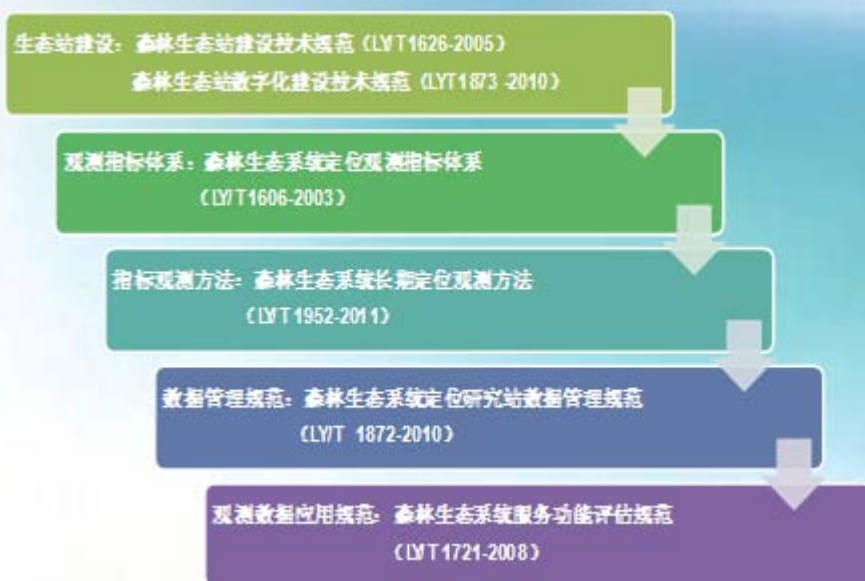 生态站建设：森林生态站建设技术规范（LY/T1626-2005）
森林生态站数字化建设技术规范（LY/T1873-2010）
观测指标体系：森林生态系统定位观测指标体系
（LY/T1606-2003）
指标观测方法：森林生态系统长期定位观测方法
（LY/T1952-2011）
数据管理规范：森林生态系统定位研究站数据管理规范
（LY/T 1872-2010）
观测数据应用规范：森林生态系统服务功能评估规范
（LY/T1721-2008）